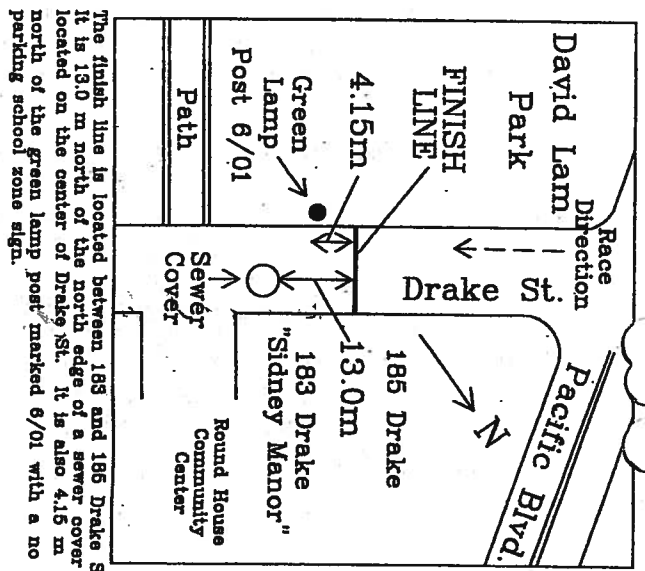 David Lam
Park
FINISH
LINE
4.15m
Green
Lamp
Post 6/01
Path
Race
Direction
Drake St.
Sewer
Cover
Pacific Blvd.
N
185 Drake
13.0m
183 Drake
"Sidney Manor"
Round House
Community
Center
The finish line is located between 183 and 185 Drake S
It is 13.0 m north of the north edge of a sewer cover
located on the center of Drake St. It is also 4.15 m
north of the green lamp post marked 6/01 with a no
parking school zone sign.